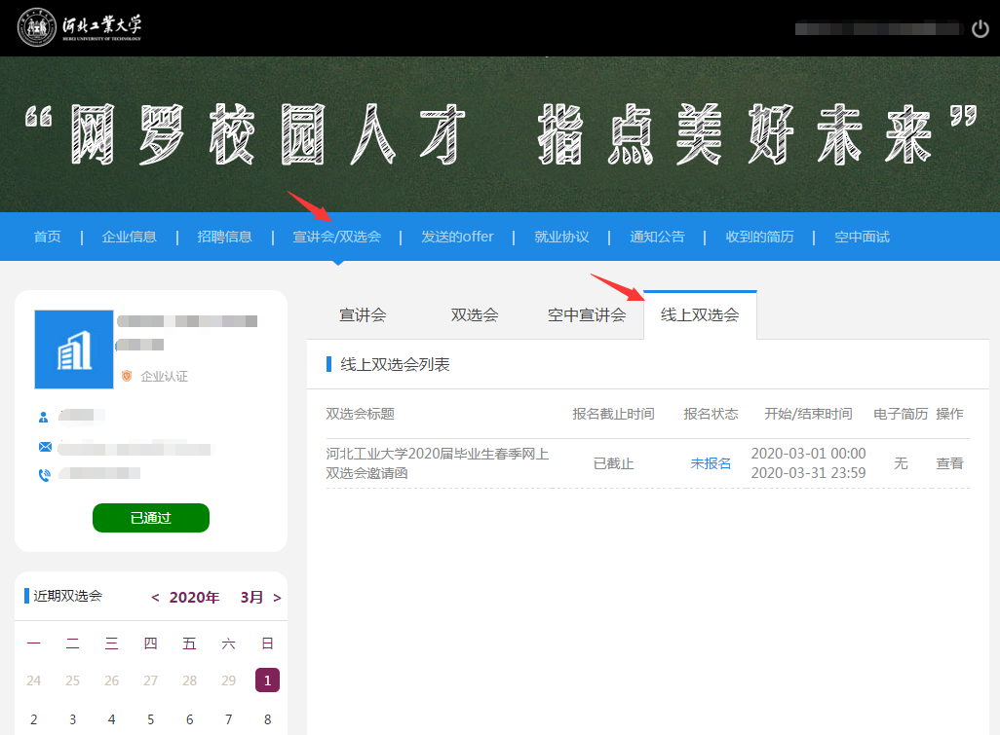 河北工業大学
HEBEI UNIVERSITY OF TECHNOLOGY
“网罗校园人才 指点美好未来”
首页 | 企业信息 | 招聘信息 | 宣讲会/双选会 | 发送的offer | 就业协议 | 通知公告 | 收到的简历 | 空中面试
企业认证
已通过
近期双选会 < 2020年 3月 >
一 二 三 四 五 六 日
24 25 26 27 28 29 1
2 3 4 5 6 7 8
宣讲会 双选会 空中宣讲会 线上双选会
线上双选会列表
双选会标题 报名截止时间 报名状态 开始/结束时间 电子简历 操作
河北工业大学2020届毕业生春季网上
双选会邀请函
已截止 未报名
2020-03-01 00:00
2020-03-31 23:59
无 查看